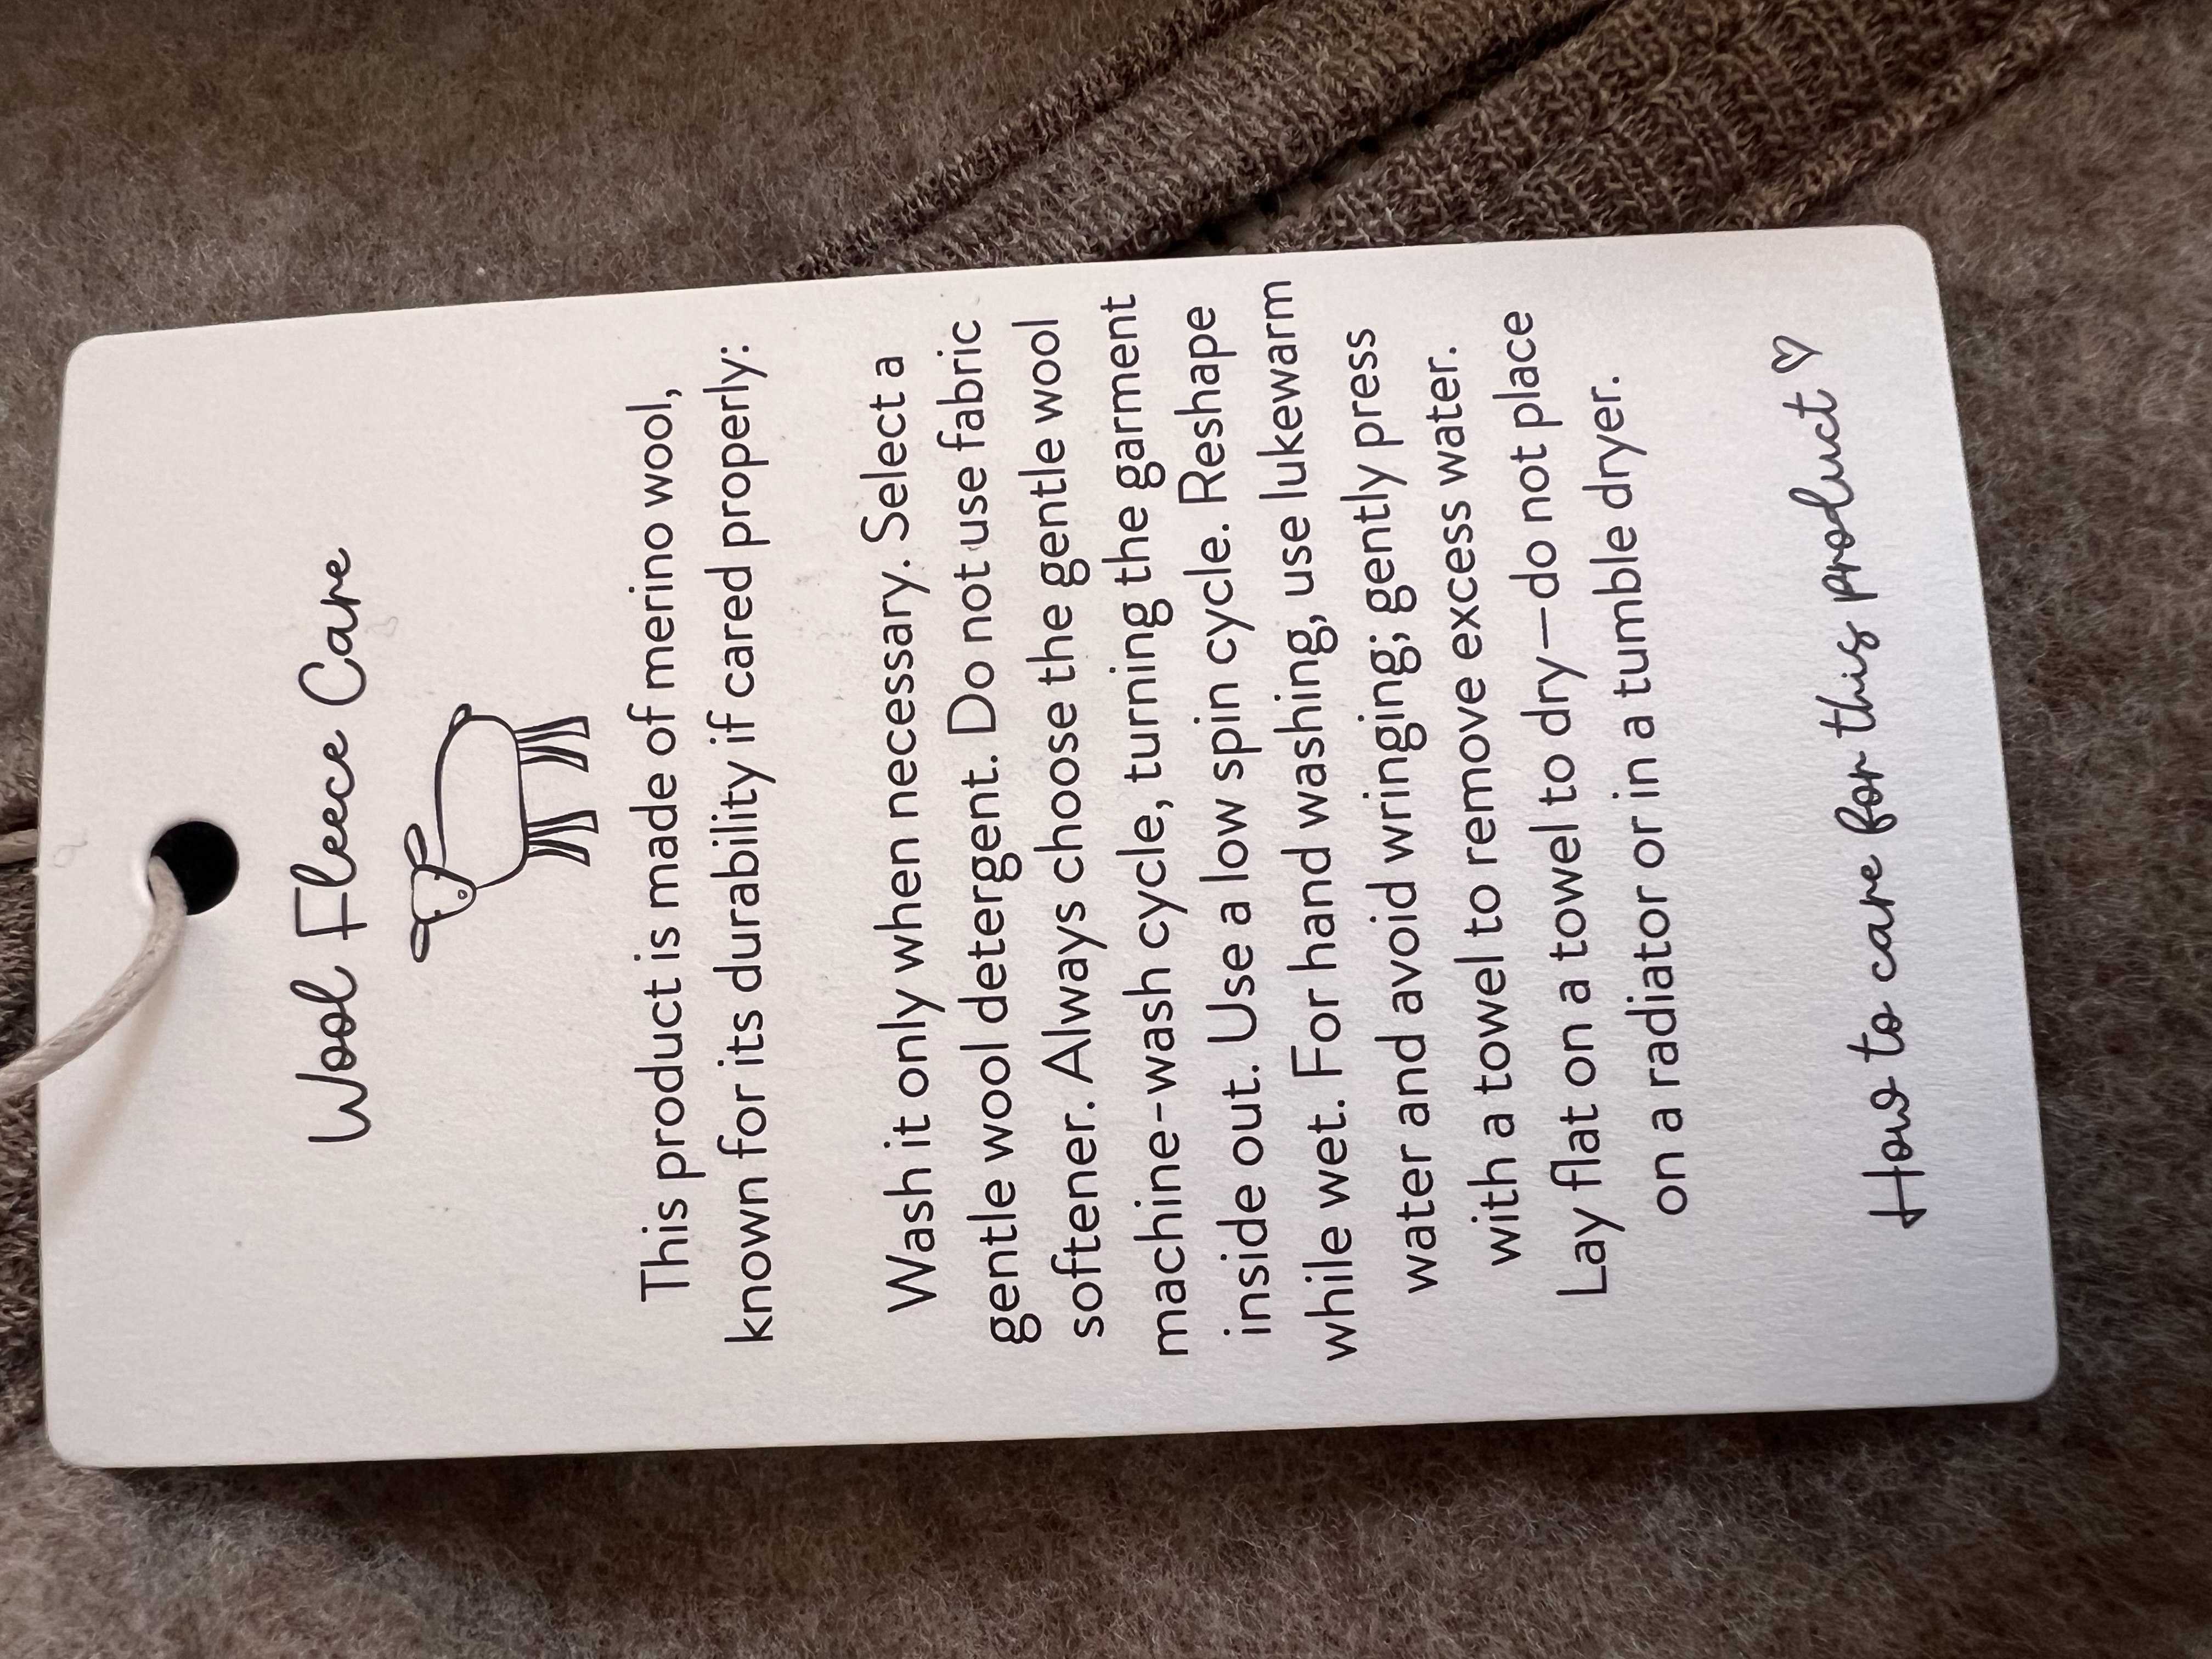 Wool Fleece Care
This product is made of merino wool,
known for its durability if cared properly:
Wash it only when necessary. Select a
gentle wool detergent. Do not use fabric
softener. Always choose the gentle wool
machine-wash cycle, turning the garment
inside out. Use a low spin cycle. Reshape
while wet. For hand washing, use lukewarm
water and avoid wringing; gently press
with a towel to remove excess water.
Lay flat on a towel to dry—do not place
on a radiator or in a tumble dryer.
How to care for this product ♡